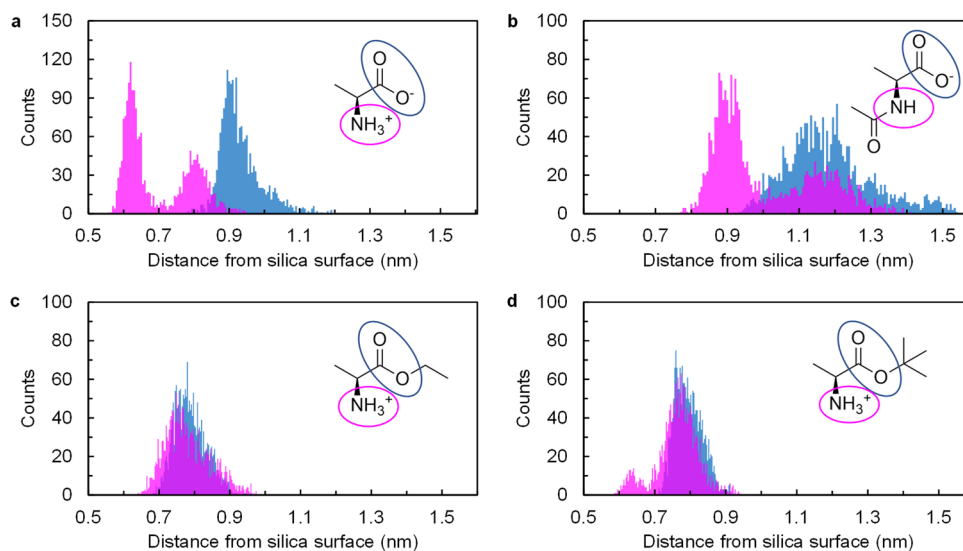 a
150
120
90
60
30
0
Counts
0.5 0.7 0.9 1.1 1.3 1.5
Distance from silica surface (nm)
O
O-
NH3+
b
100
80
60
40
20
0
Counts
0.5 0.7 0.9 1.1 1.3 1.5
Distance from silica surface (nm)
O
O-
NH
O
c
100
80
60
40
20
0
Counts
0.5 0.7 0.9 1.1 1.3 1.5
Distance from silica surface (nm)
O
O
NH3+
d
100
80
60
40
20
0
Counts
0.5 0.7 0.9 1.1 1.3 1.5
Distance from silica surface (nm)
O
O
NH3+